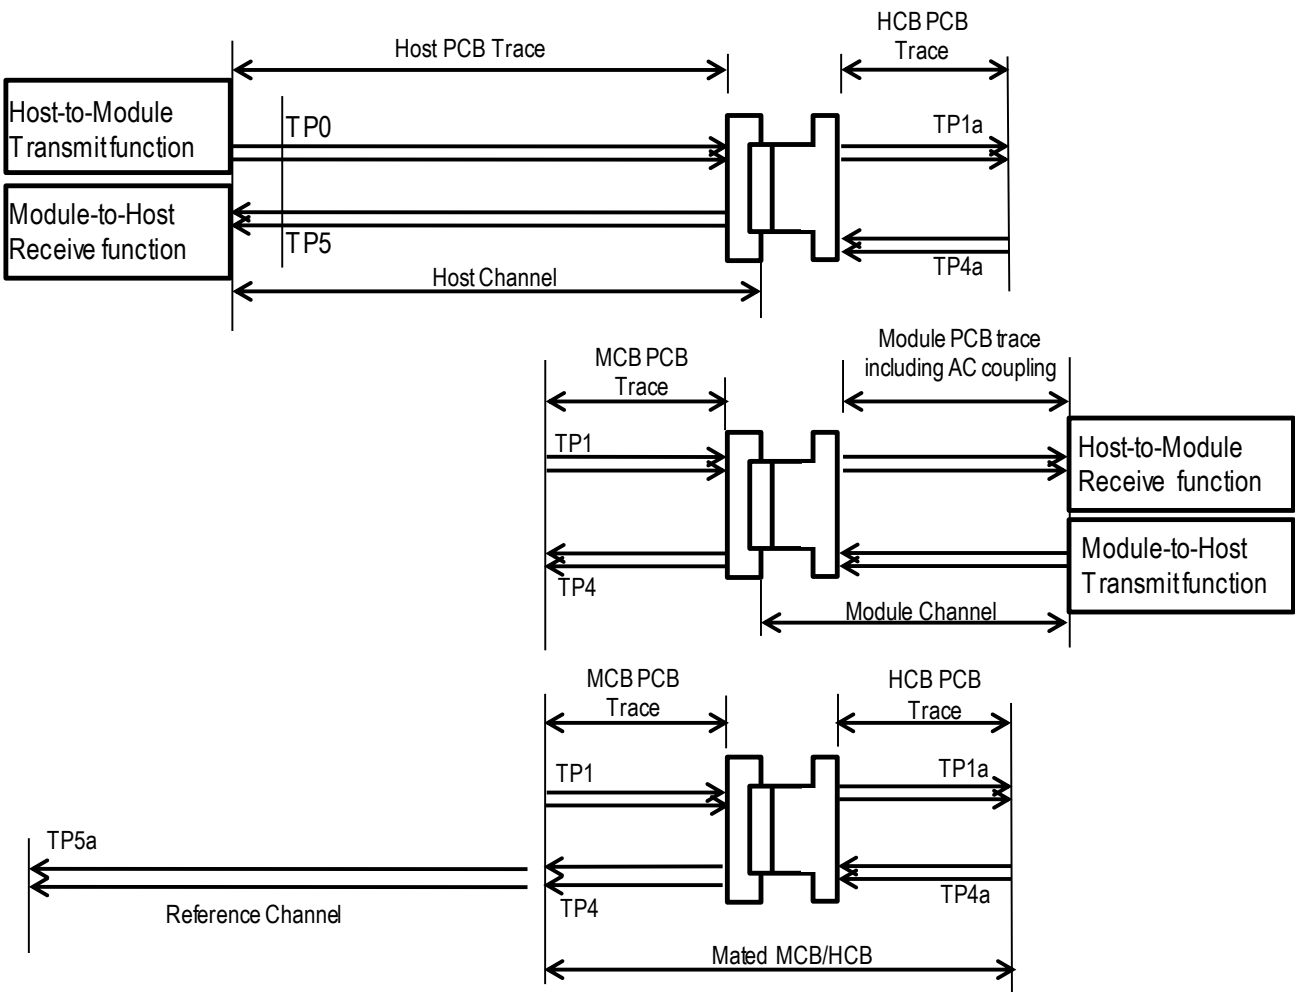 HCB PCB
Trace
Host PCB Trace
Host-to-Module
Transmit function
TP0
TP1a
Module-to-Host
Receive function
TP5
TP4a
Host Channel
MCB PCB
Trace
Module PCB trace
including AC coupling
TP1
Host-to-Module
Receive function
Module-to-Host
Transmit function
TP4
Module Channel
MCB PCB
Trace
HCB PCB
Trace
TP1
TP1a
TP5a
TP4
TP4a
Reference Channel
Mated MCB/HCB